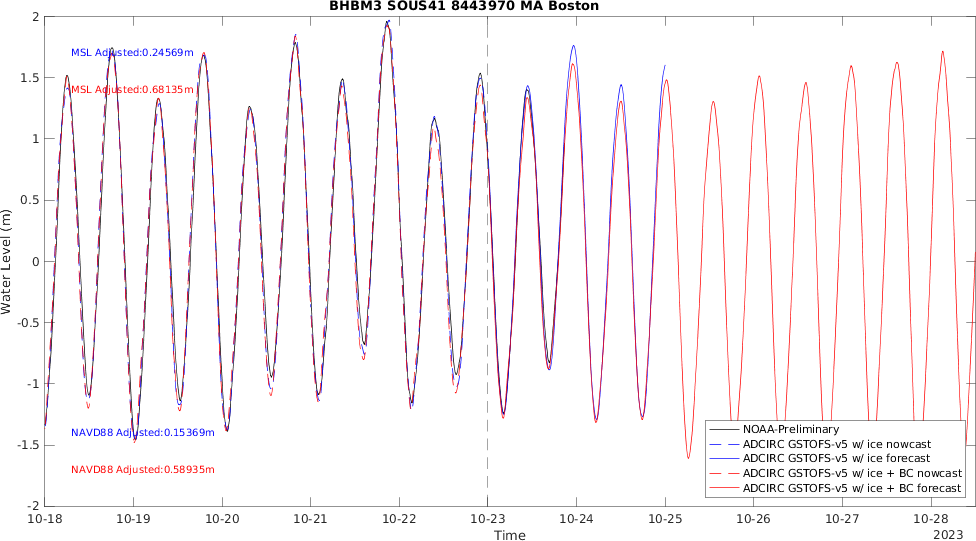 BHBM3 SOUS41 8443970 MA Boston
2
1.5
1
0.5
0
-0.5
-1
-1.5
-2
Water Level (m)
MSL Adjusted:0.24569m
MSL Adjusted:0.68135m
NAVD88 Adjusted:0.15369m
NAVD88 Adjusted:0.58935m
NOAA-Preliminary
ADCIRC GSTOFS-v5 w/ ice nowcast
ADCIRC GSTOFS-v5 w/ ice forecast
ADCIRC GSTOFS-v5 w/ ice + BC nowcast
ADCIRC GSTOFS-v5 w/ ice + BC forecast
10-18 10-19 10-20 10-21 10-22 10-23 10-24 10-25 10-26 10-27 10-28
Time 2023